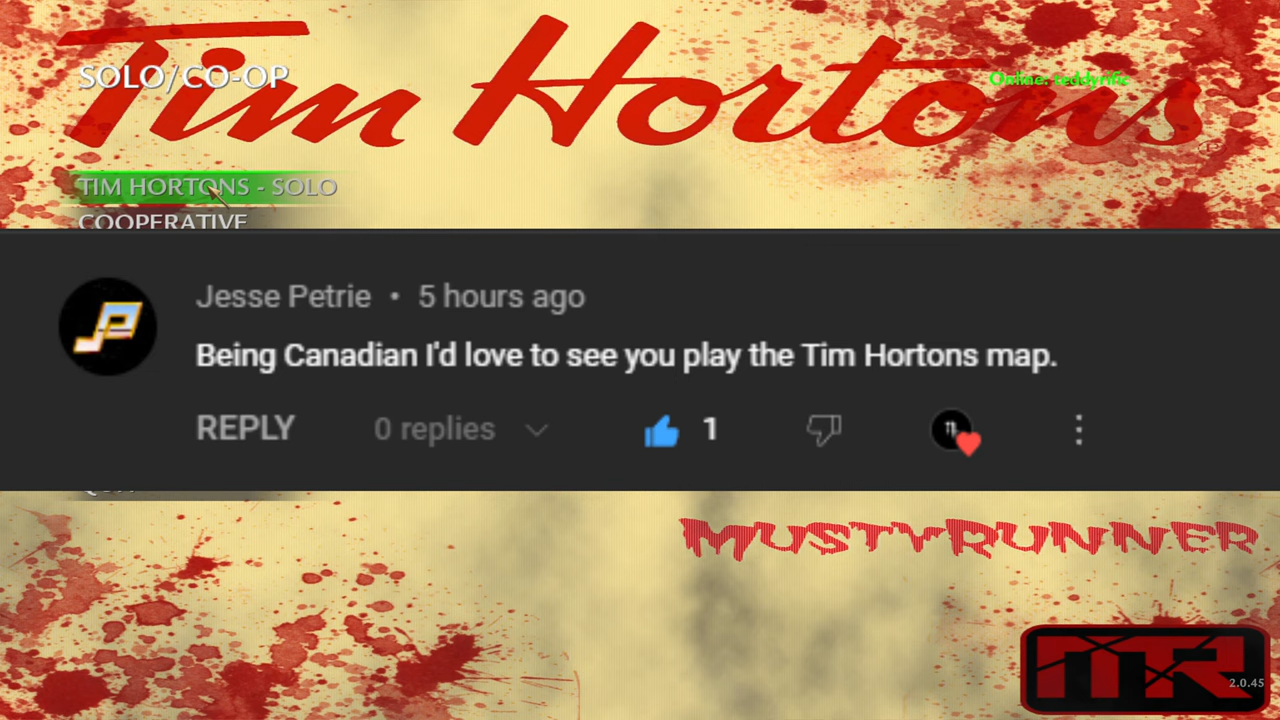 Tim Hortons
SOLO/CO-OP
Online: teddyrific
TIM HORTONS - SOLO
COOPERATIVE
Jesse Petrie • 5 hours ago
Being Canadian I'd love to see you play the Tim Hortons map.
REPLY 0 replies 1
MUSTYRUNNER
MR
2.0.45